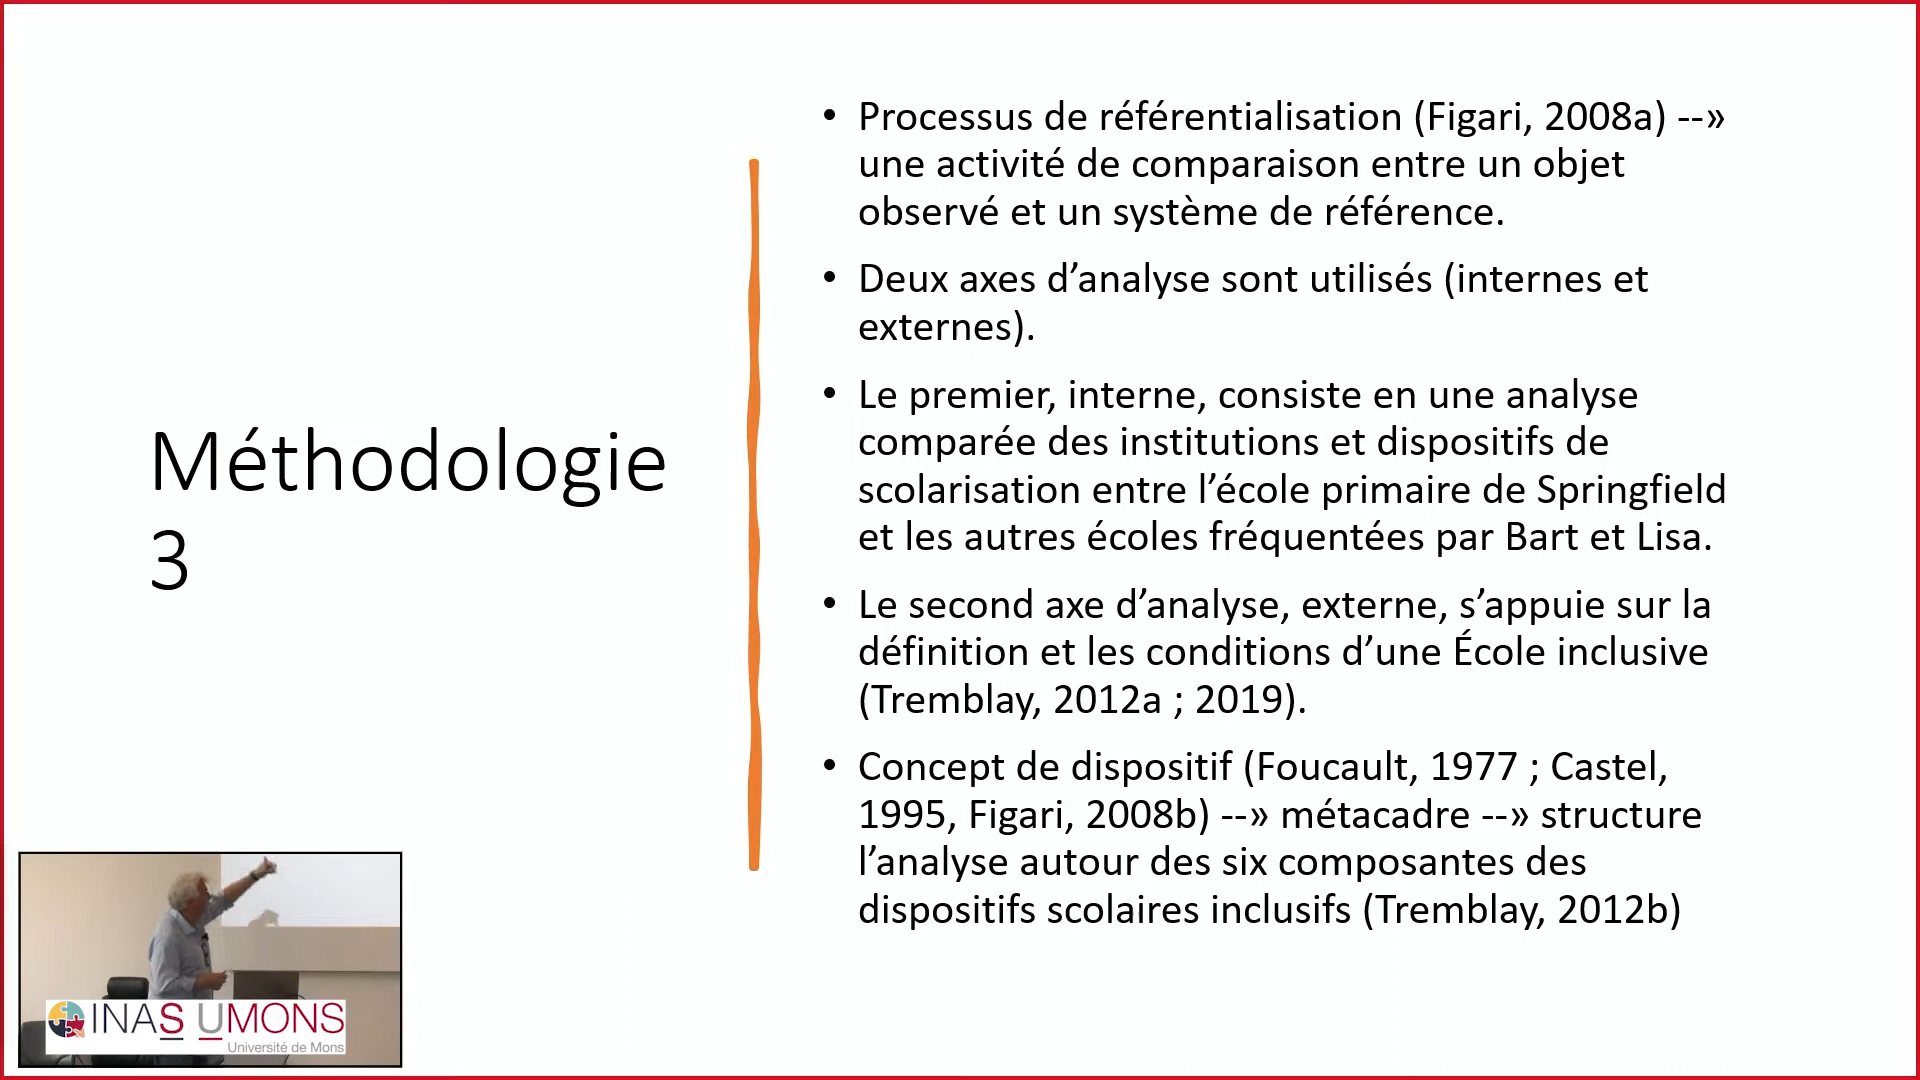 Méthodologie
3
• Processus de référentialisation (Figari, 2008a) --»
une activité de comparaison entre un objet
observé et un système de référence.
• Deux axes d’analyse sont utilisés (internes et
externes).
• Le premier, interne, consiste en une analyse
comparée des institutions et dispositifs de
scolarisation entre l’école primaire de Springfield
et les autres écoles fréquentées par Bart et Lisa.
• Le second axe d’analyse, externe, s’appuie sur la
définition et les conditions d’une École inclusive
(Tremblay, 2012a ; 2019).
• Concept de dispositif (Foucault, 1977 ; Castel,
1995, Figari, 2008b) --» métacadre --» structure
l’analyse autour des six composantes des
dispositifs scolaires inclusifs (Tremblay, 2012b)
INAS UMONS
Université de Mons